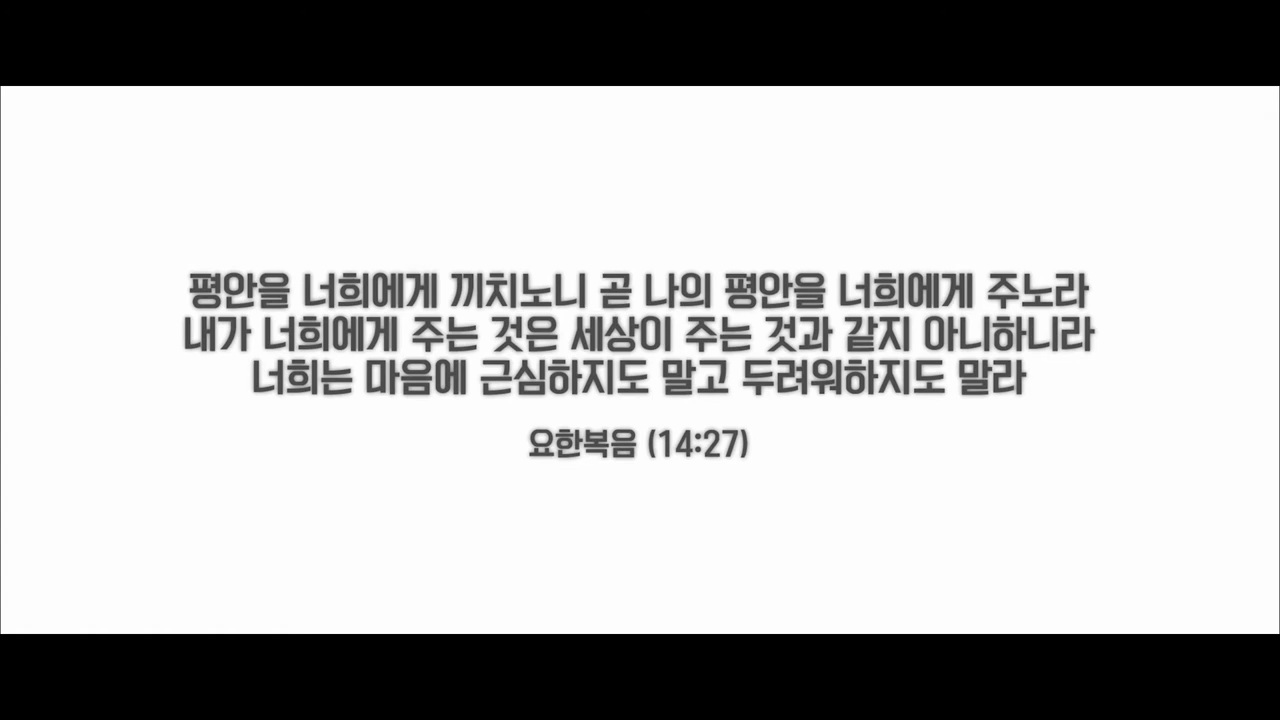 평안을 너희에게 끼치노니 곧 나의 평안을 너희에게 주노라
내가 너희에게 주는 것은 세상이 주는 것과 같지 아니하니라
너희는 마음에 근심하지도 말고 두려워하지도 말라
요한복음 (14:27)